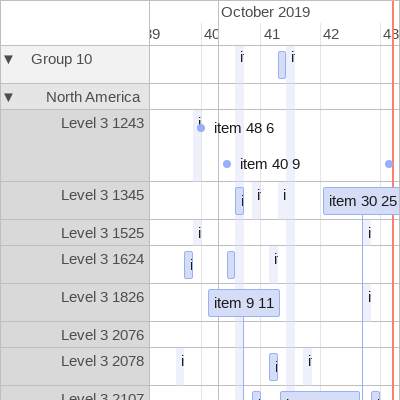 October 2019
39 40 41 42 43
▼ Group 10 i i
▼ North America
Level 3 1243 i item 48 6
item 40 9
Level 3 1345 i i i item 30 25
Level 3 1525 i i
Level 3 1624 i i
Level 3 1826 item 9 11 i
Level 3 2076
Level 3 2078 i i i
Level 3 2107